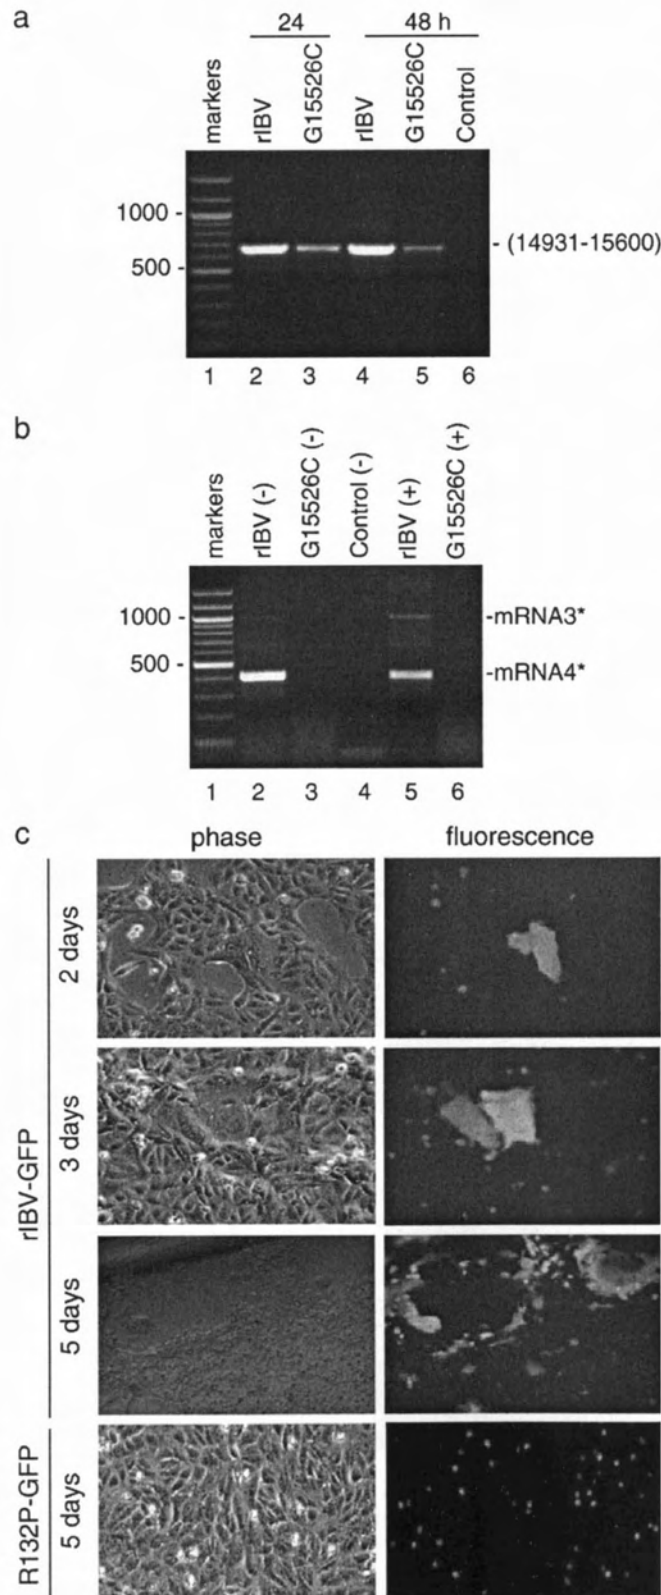 a
24 48 h
markers rIBV G15526C rIBV G15526C Control
1000 -
- (14931-15600)
500 -
1 2 3 4 5 6
b
markers rIBV (-) G15526C (-) Control (-) rIBV (+) G15526C (+)
1000 -
-mRNA3*
500 -
-mRNA4*
1 2 3 4 5 6
c
phase fluorescence
rIBV-GFP
2 days
3 days
5 days
R132P-GFP
5 days